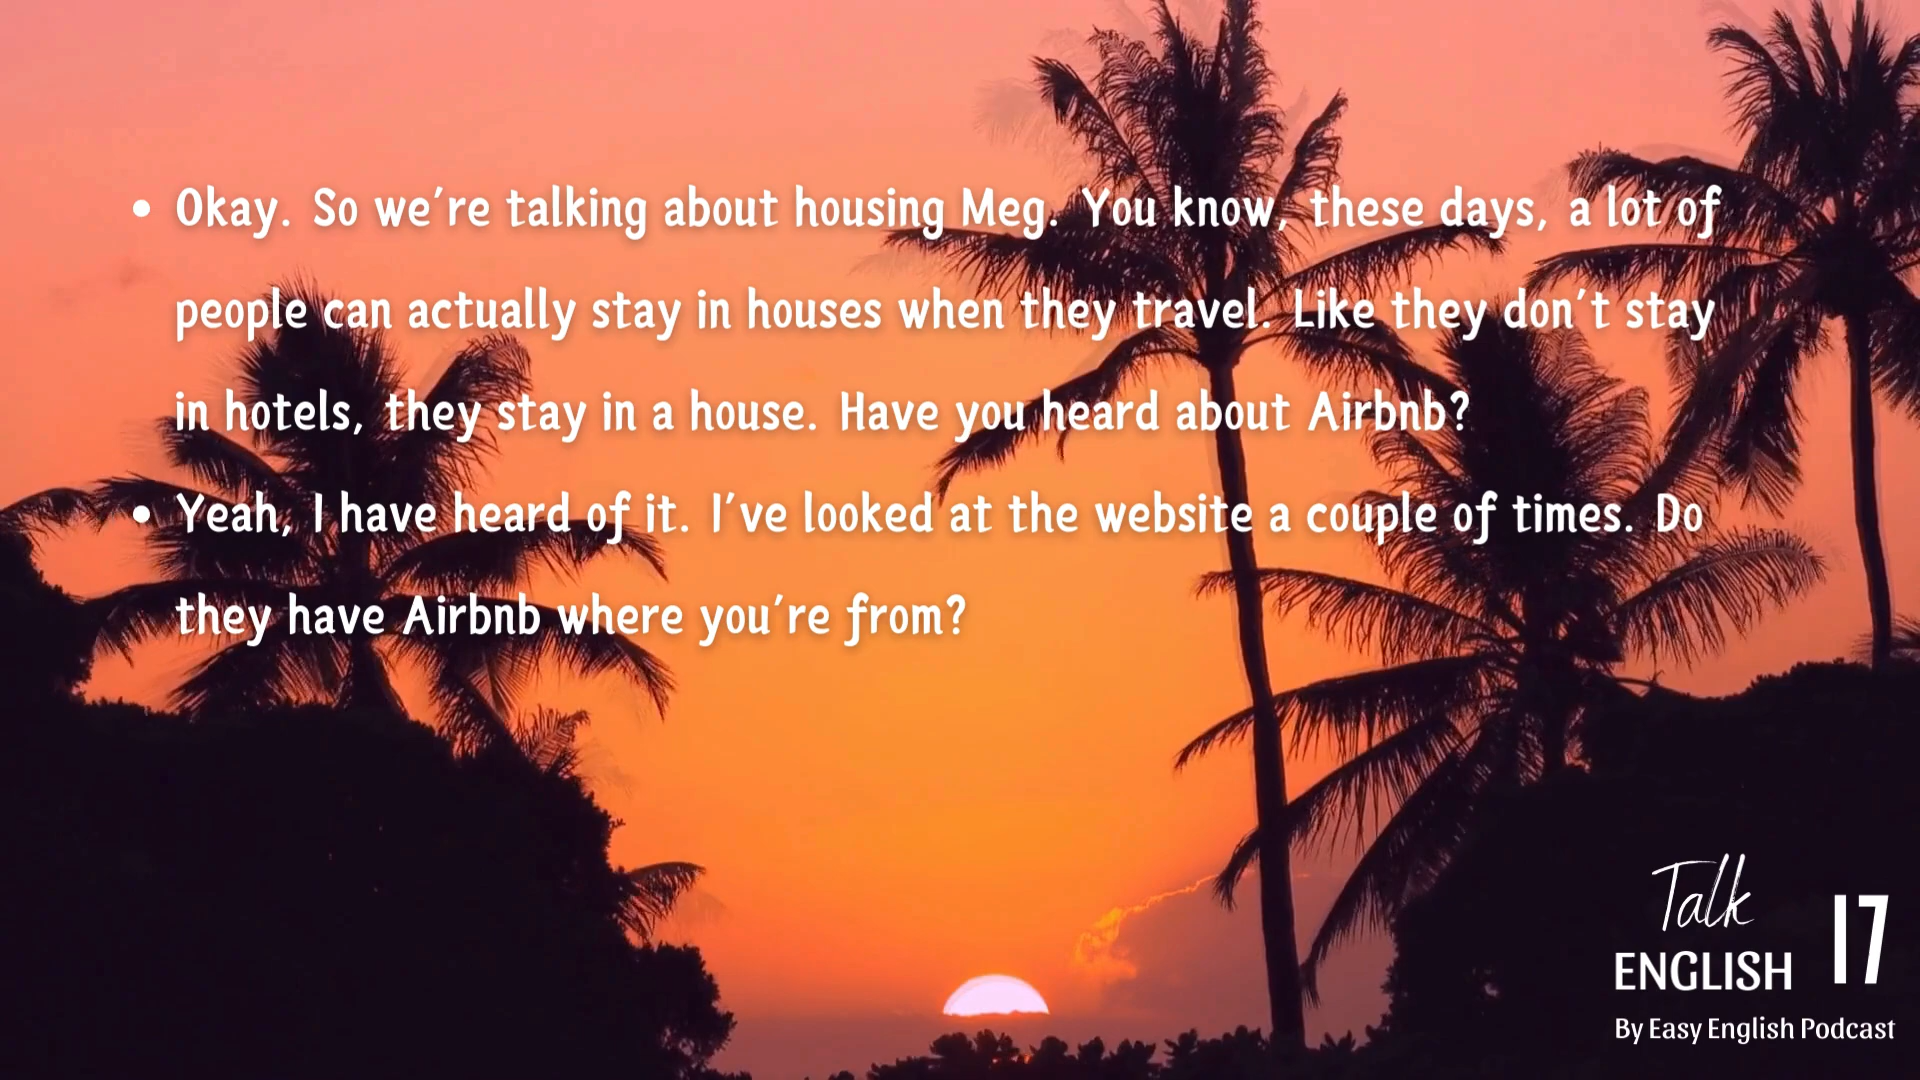 • Okay. So we're talking about housing Meg. You know, these days, a lot of
people can actually stay in houses when they travel. Like they don't stay
in hotels, they stay in a house. Have you heard about Airbnb?
• Yeah, I have heard of it. I've looked at the website a couple of times. Do
they have Airbnb where you're from?
Talk
ENGLISH 17
By Easy English Podcast